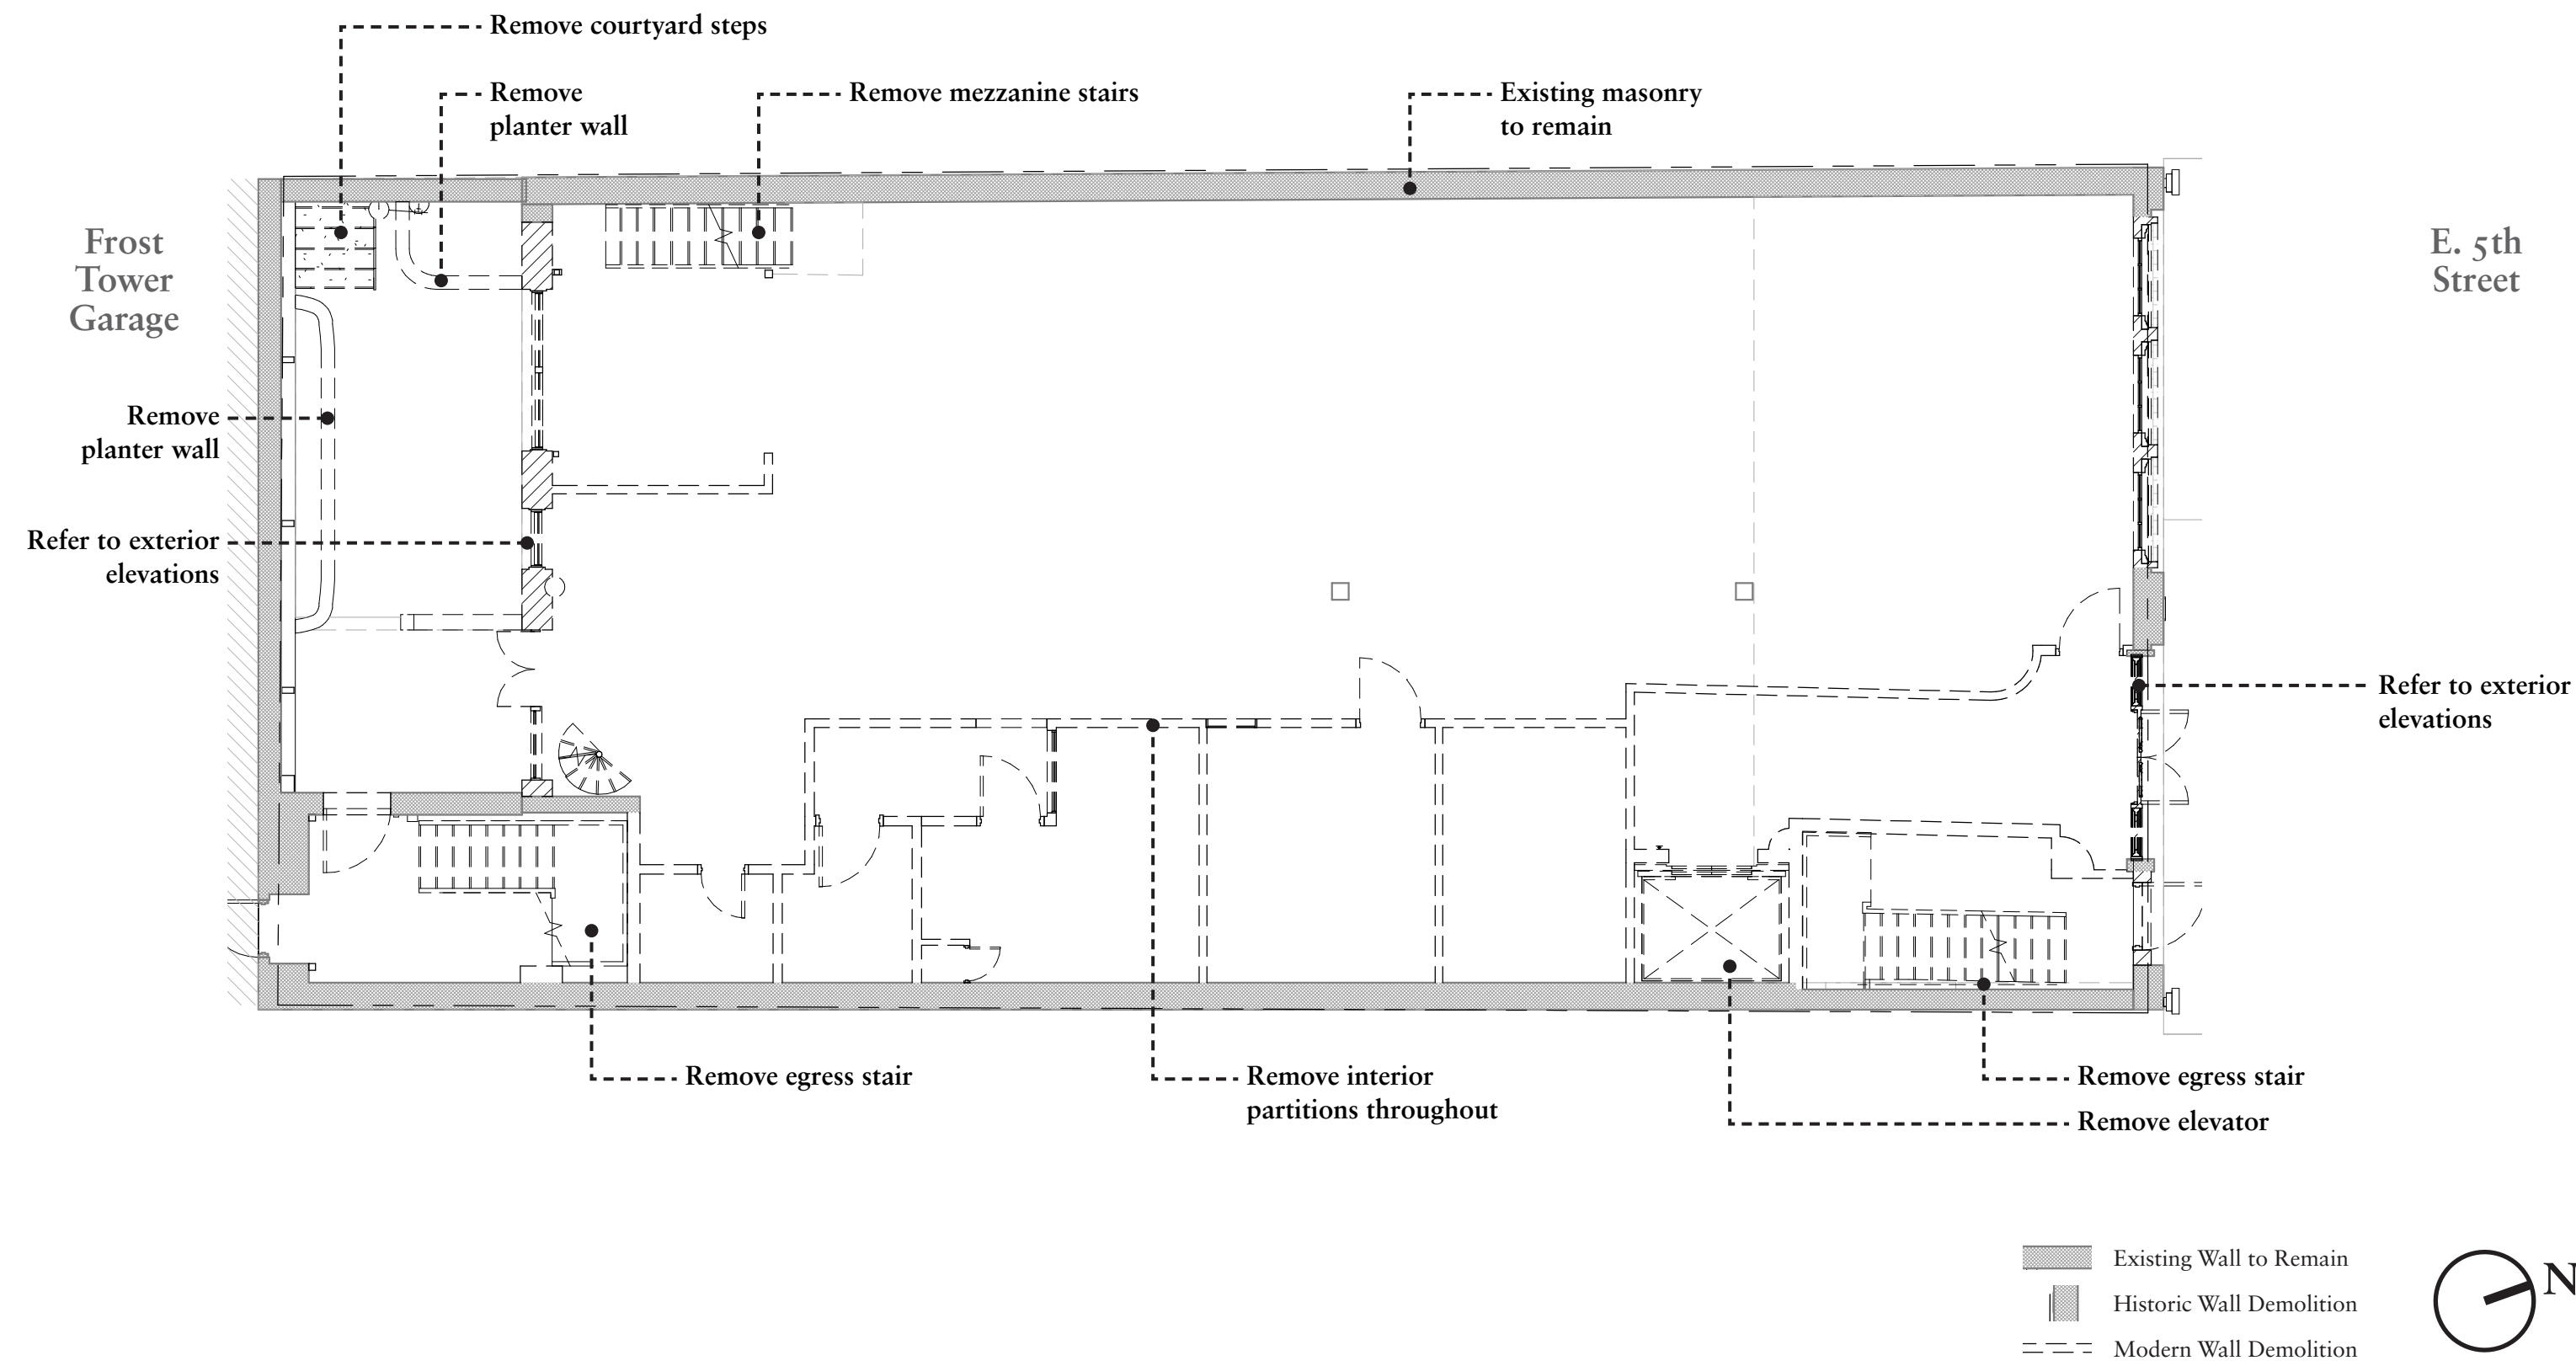 Remove courtyard steps
Remove
planter wall
Remove mezzanine stairs
Existing masonry
to remain
Frost
Tower
Garage
E. 5th
Street
Remove
planter wall
Refer to exterior
elevations
Refer to exterior
elevations
Remove egress stair
Remove interior
partitions throughout
Remove egress stair
Remove elevator
Existing Wall to Remain
Historic Wall Demolition
Modern Wall Demolition
N